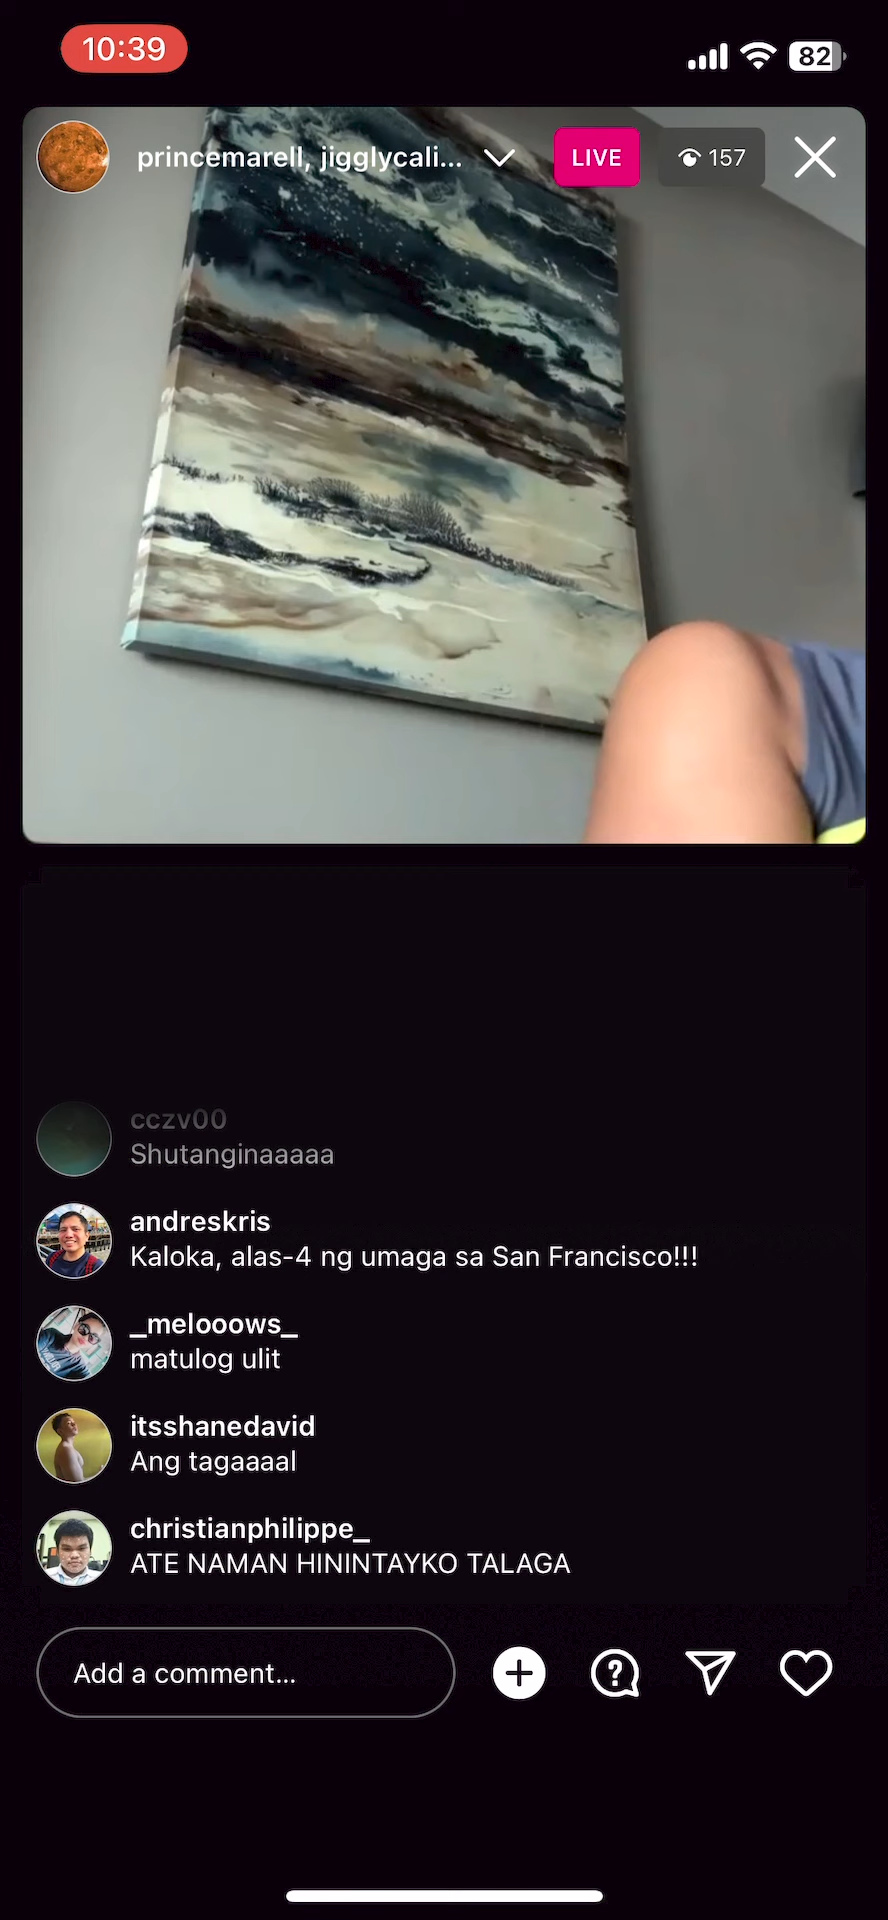 10:39
82
princemarell, jigglycali...
LIVE
157
cczv00
Shutanginaaaaa
andreskris
Kaloka, alas-4 ng umaga sa San Francisco!!!
_melooows_
matulog ulit
itsshanedavid
Ang tagaaaal
christianphilippe_
ATE NAMAN HININTAYKO TALAGA
Add a comment...